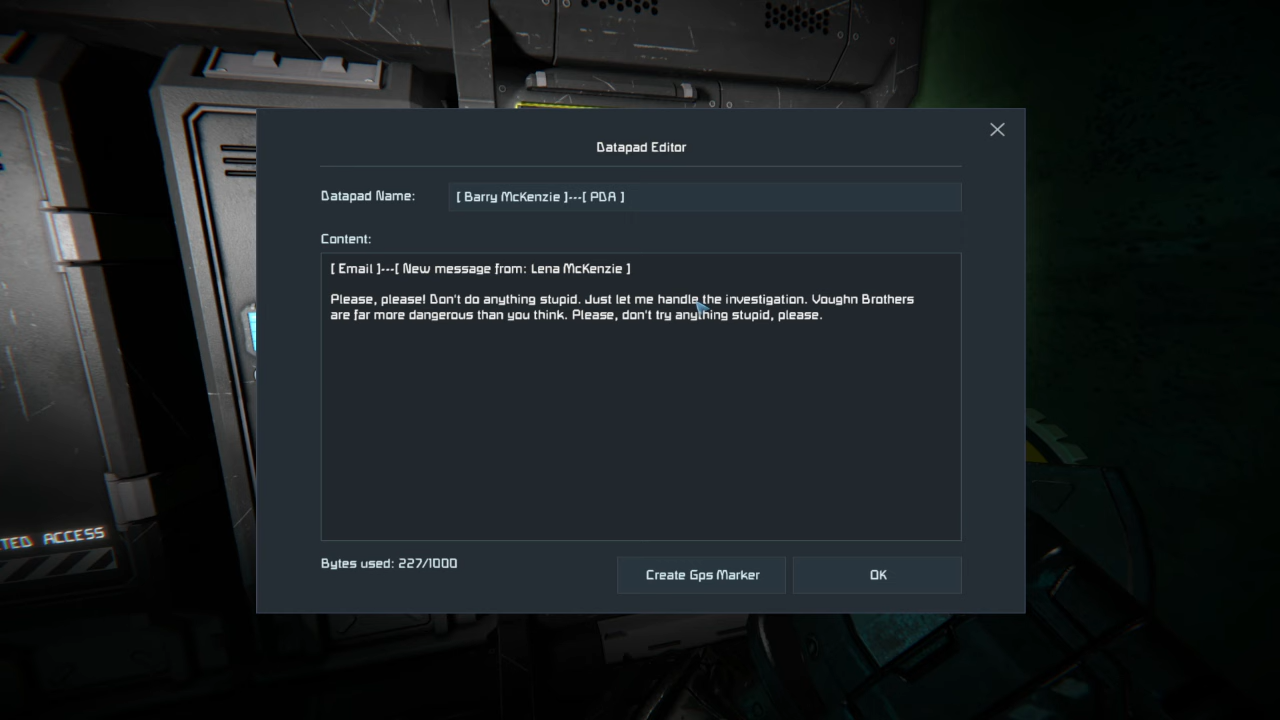 Datapad Editor
Datapad Name:
[ Barry McKenzie ]---[ PDA ]
Content:
[ Email ]---[ New message from: Lena McKenzie ]
Please, please! Don't do anything stupid. Just let me handle the investigation. Vaughn Brothers
are far more dangerous than you think. Please, don't try anything stupid, please.
TED ACCESS
Bytes used: 227/1000
Create Gps Marker
OK